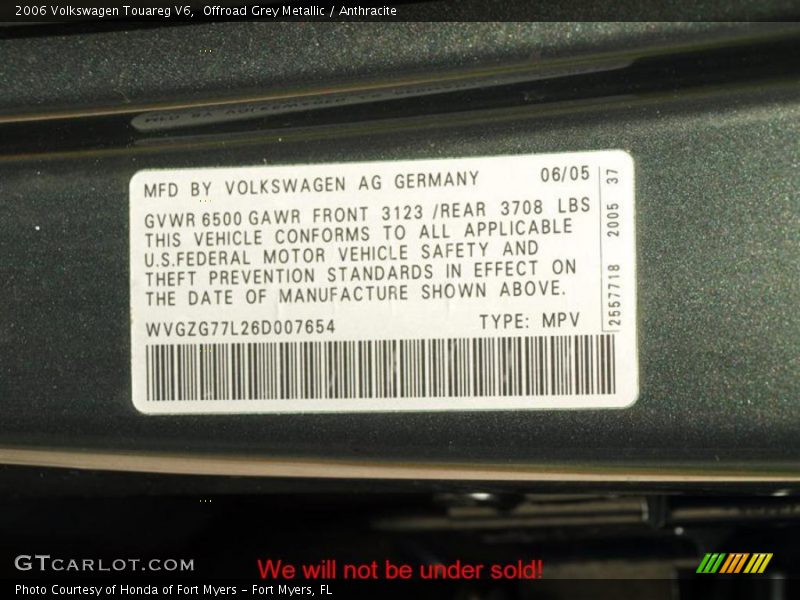 2006 Volkswagen Touareg V6,  Offroad Grey Metallic / Anthracite
MFD BY VOLKSWAGEN AG GERMANY 06/05
GVWR 6500 GAWR FRONT 3123 /REAR 3708 LBS
THIS VEHICLE CONFORMS TO ALL APPLICABLE
U.S.FEDERAL MOTOR VEHICLE SAFETY AND
THEFT PREVENTION STANDARDS IN EFFECT ON
THE DATE OF MANUFACTURE SHOWN ABOVE.
WVGZG77L26D007654 TYPE: MPV
2557718 2005 37
GTCARLOT.COM
We will not be under sold!
Photo Courtesy of Honda of Fort Myers - Fort Myers, FL